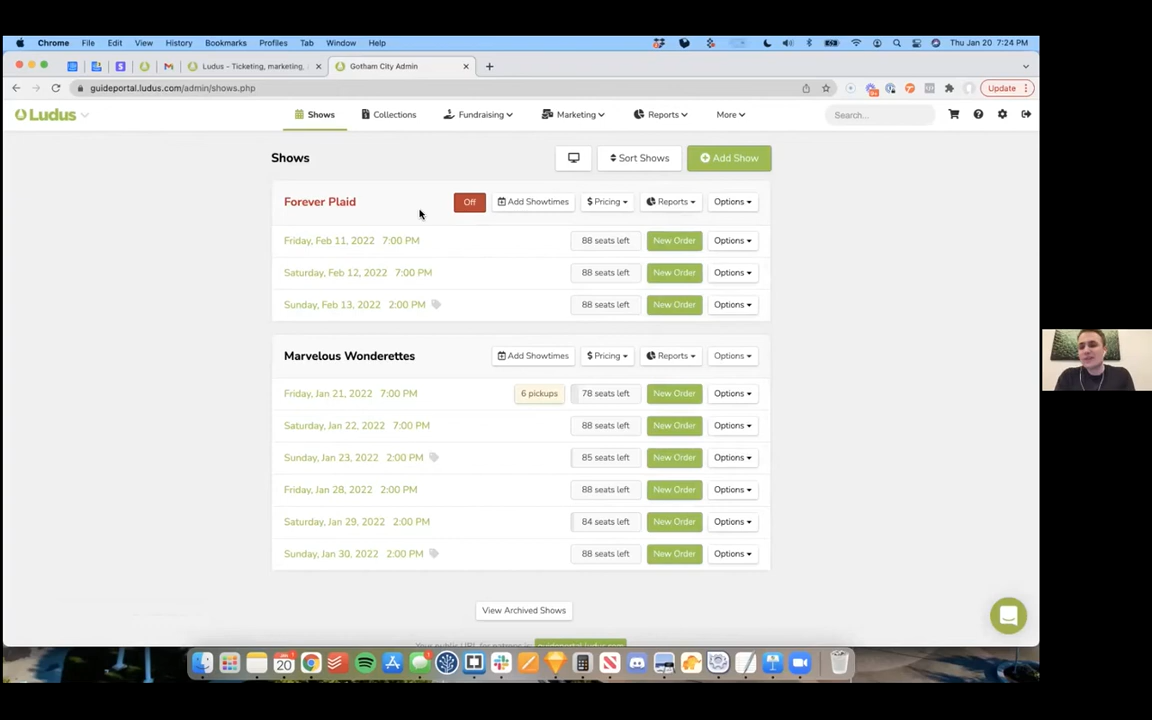 Chrome File Edit View History Bookmarks Profiles Tab Window Help Thu Jan 20 7:24 PM
Ludus - Ticketing, marketing, Gotham City Admin
guideportal.ludus.com/admin/shows.php Update
Ludus Shows Collections Fundraising Marketing Reports More Search...
Shows Sort Shows Add Show
Forever Plaid Off Add Showtimes $ Pricing Reports Options
Friday, Feb 11, 2022 7:00 PM 88 seats left New Order Options
Saturday, Feb 12, 2022 7:00 PM 88 seats left New Order Options
Sunday, Feb 13, 2022 2:00 PM 88 seats left New Order Options
Marvelous Wonderettes Add Showtimes $ Pricing Reports Options
Friday, Jan 21, 2022 7:00 PM 6 pickups 78 seats left New Order Options
Saturday, Jan 22, 2022 7:00 PM 88 seats left New Order Options
Sunday, Jan 23, 2022 2:00 PM 85 seats left New Order Options
Friday, Jan 28, 2022 2:00 PM 88 seats left New Order Options
Saturday, Jan 29, 2022 2:00 PM 84 seats left New Order Options
Sunday, Jan 30, 2022 2:00 PM 88 seats left New Order Options
View Archived Shows